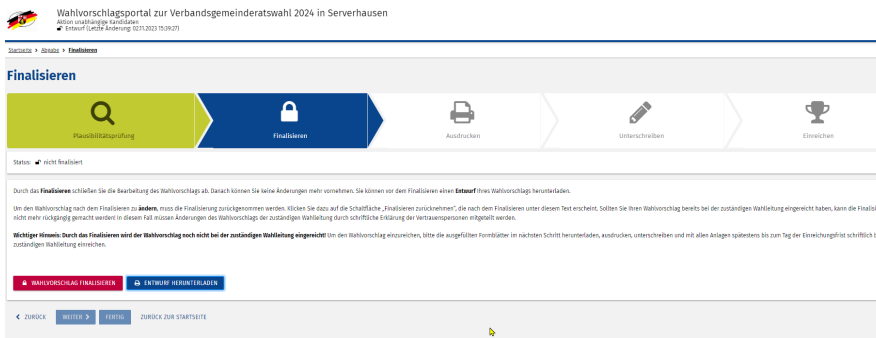 Wahlvorschlagsportal zur Verbandsgemeinderatswahl 2024 in Serverhausen
Aktion unabhängige Kandidaten
Entwurf (Letzte Änderung: 02.11.2023 15:39:27)
Startseite > Abgabe > Finalisieren
Finalisieren
Plausibilitätsprüfung
Finalisieren
Ausdrucken
Unterschreiben
Einreichen
Status: nicht finalisiert
Durch das Finalisieren schließen Sie die Bearbeitung des Wahlvorschlags ab. Danach können Sie keine Änderungen mehr vornehmen. Sie können vor dem Finalisieren einen Entwurf Ihres Wahlvorschlags herunterladen.
Um den Wahlvorschlag nach dem Finalisieren zu ändern, muss die Finalisierung zurückgenommen werden. Klicken Sie dazu auf die Schaltfläche „Finalisieren zurücknehmen“, die nach dem Finalisieren unter diesem Text erscheint. Sollten Sie Ihren Wahlvorschlag bereits bei der zuständigen Wahlleitung eingereicht haben, kann die Finalisi
nicht mehr rückgängig gemacht werden! In diesem Fall müssen Änderungen des Wahlvorschlags der zuständigen Wahlleitung durch schriftliche Erklärung der Vertrauenspersonen mitgeteilt werden.
Wichtiger Hinweis: Durch das Finalisieren wird der Wahlvorschlag noch nicht bei der zuständigen Wahlleitung eingereicht! Um den Wahlvorschlag einzureichen, bitte die ausgefüllten Formblätter im nächsten Schritt herunterladen, ausdrucken, unterschreiben und mit allen Anlagen spätestens bis zum Tag der Einreichungsfrist schriftlich b
zuständigen Wahlleitung einreichen.
WAHLVORSCHLAG FINALISIEREN ENTWURF HERUNTERLADEN
ZURÜCK WEITER FERTIG ZURÜCK ZUR STARTSEITE